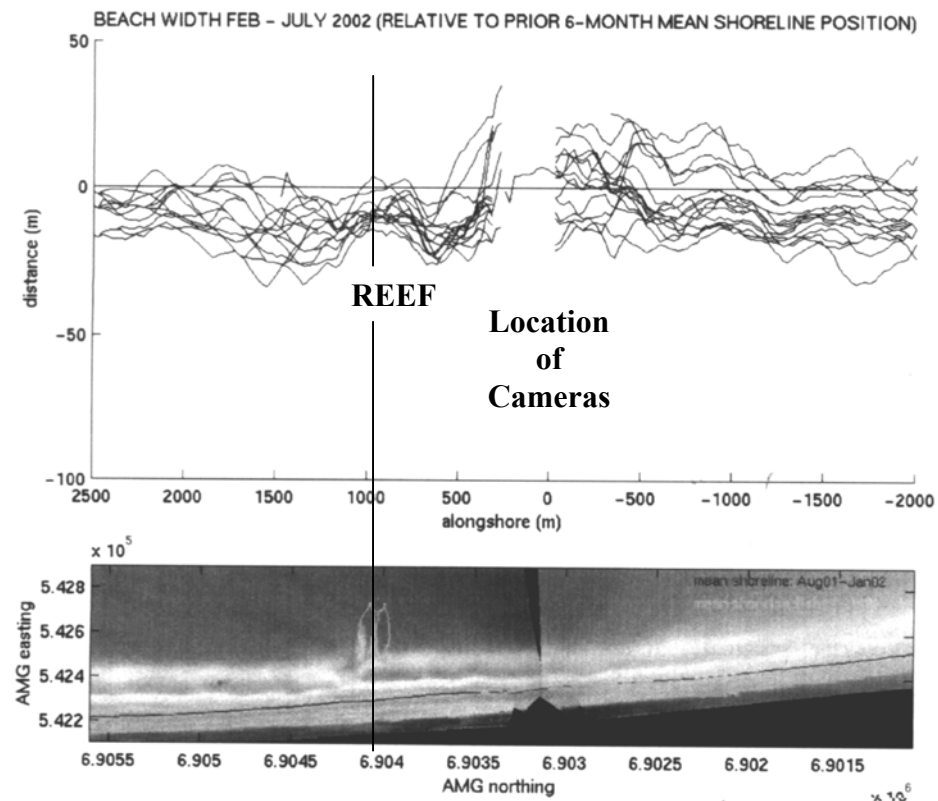 BEACH WIDTH FEB - JULY 2002 (RELATIVE TO PRIOR 6-MONTH MEAN SHORELINE POSITION)
50
0
-50
-100
distance (m)
REEF
Location
of
Cameras
2500 2000 1500 1000 500 0 -500 -1000 -1500 -2000
alongshore (m)
x 10^5
mean shoreline: Aug01-Jan02
5.428
5.426
5.424
5.422
AMG easting
6.9055 6.905 6.9045 6.904 6.9035 6.903 6.9025 6.902 6.9015
AMG northing
x 10^6